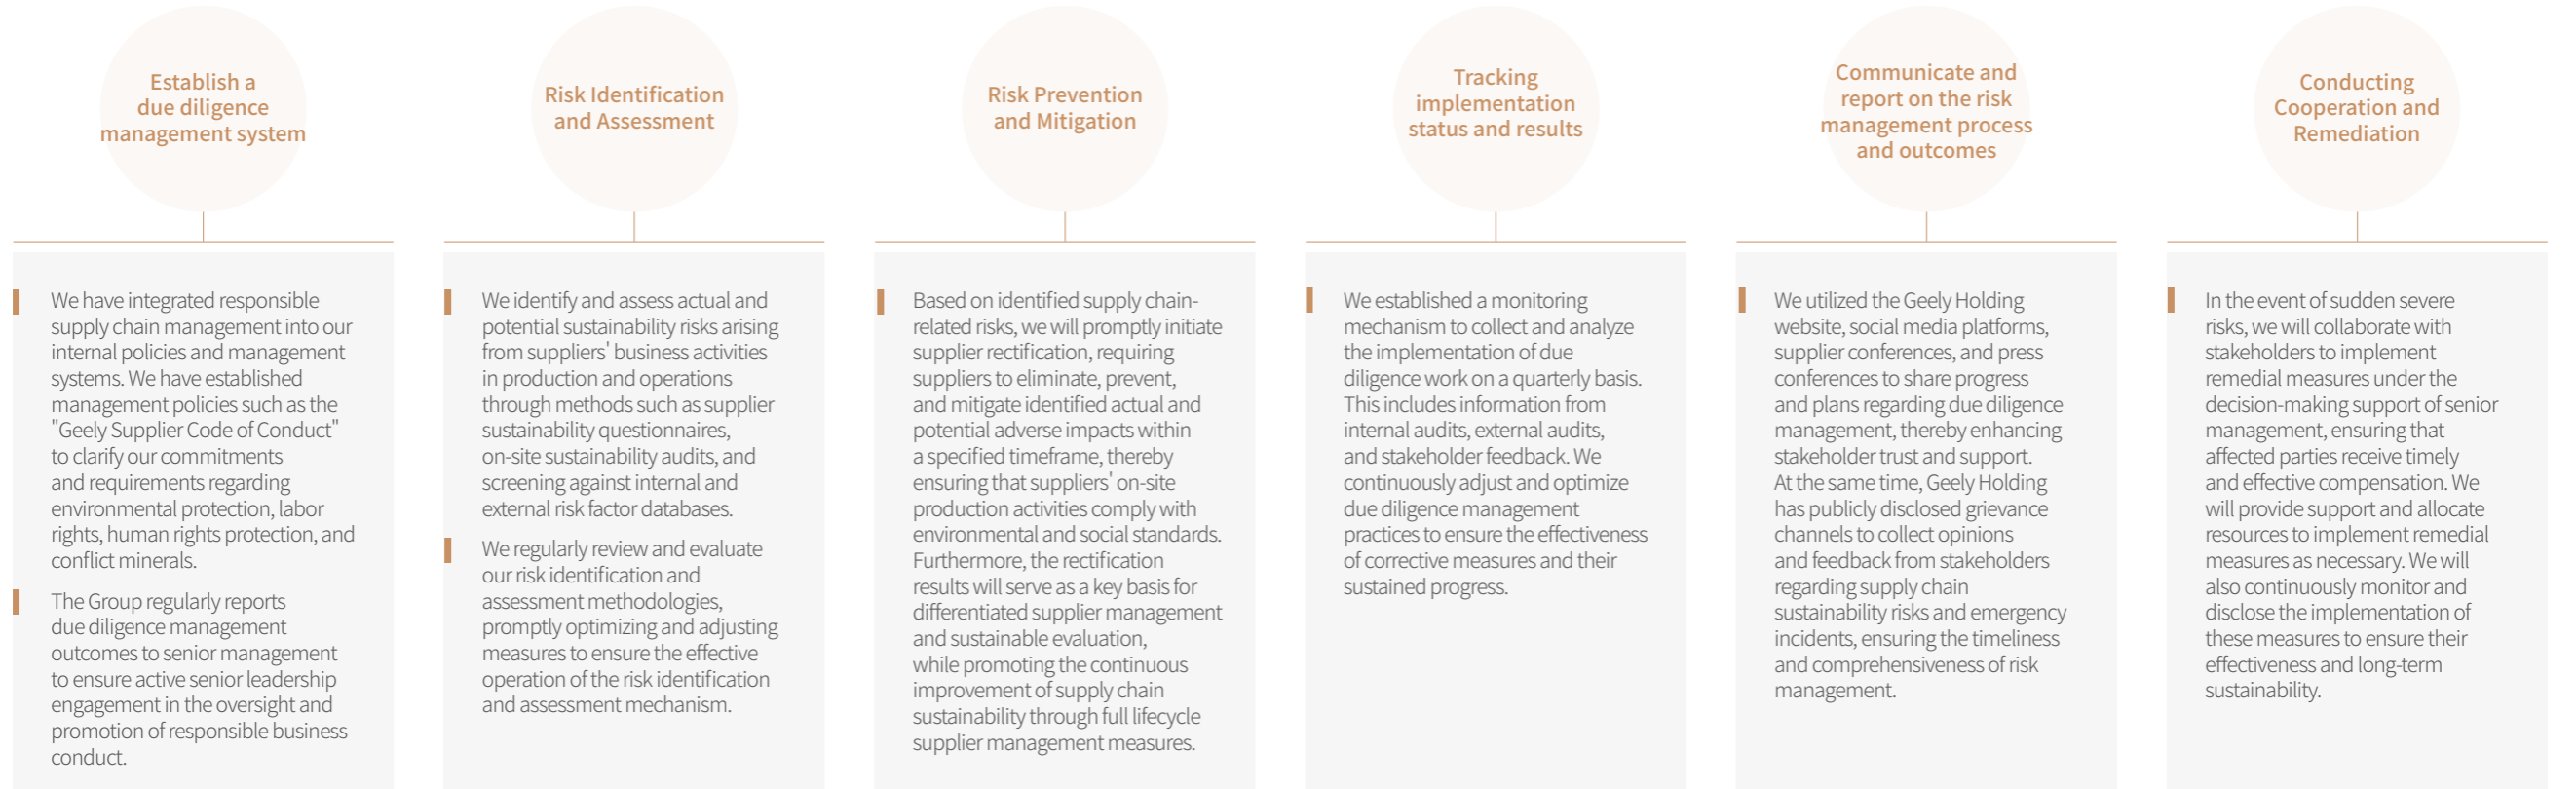 Establish a
due diligence
management system
We have integrated responsible
supply chain management into our
internal policies and management
systems. We have established
management policies such as the
"Geely Supplier Code of Conduct"
to clarify our commitments
and requirements regarding
environmental protection, labor
rights, human rights protection, and
conflict minerals.
The Group regularly reports
due diligence management
outcomes to senior management
to ensure active senior leadership
engagement in the oversight and
promotion of responsible business
conduct.
Risk Identification
and Assessment
We identify and assess actual and
potential sustainability risks arising
from suppliers' business activities
in production and operations
through methods such as supplier
sustainability questionnaires,
on-site sustainability audits, and
screening against internal and
external risk factor databases.
We regularly review and evaluate
our risk identification and
assessment methodologies,
promptly optimizing and adjusting
measures to ensure the effective
operation of the risk identification
and assessment mechanism.
Risk Prevention
and Mitigation
Based on identified supply chain-
related risks, we will promptly initiate
supplier rectification, requiring
suppliers to eliminate, prevent,
and mitigate identified actual and
potential adverse impacts within
a specified timeframe, thereby
ensuring that suppliers' on-site
production activities comply with
environmental and social standards.
Furthermore, the rectification
results will serve as a key basis for
differentiated supplier management
and sustainable evaluation,
while promoting the continuous
improvement of supply chain
sustainability through full lifecycle
supplier management measures.
Tracking
implementation
status and results
We established a monitoring
mechanism to collect and analyze
the implementation of due
diligence work on a quarterly basis.
This includes information from
internal audits, external audits,
and stakeholder feedback. We
continuously adjust and optimize
due diligence management
practices to ensure the effectiveness
of corrective measures and their
sustained progress.
Communicate and
report on the risk
management process
and outcomes
We utilized the Geely Holding
website, social media platforms,
supplier conferences, and press
conferences to share progress
and plans regarding due diligence
management, thereby enhancing
stakeholder trust and support.
At the same time, Geely Holding
has publicly disclosed grievance
channels to collect opinions
and feedback from stakeholders
regarding supply chain
sustainability risks and emergency
incidents, ensuring the timeliness
and comprehensiveness of risk
management.
Conducting
Cooperation and
Remediation
In the event of sudden severe
risks, we will collaborate with
stakeholders to implement
remedial measures under the
decision-making support of senior
management, ensuring that
affected parties receive timely
and effective compensation. We
will provide support and allocate
resources to implement remedial
measures as necessary. We will
also continuously monitor and
disclose the implementation of
these measures to ensure their
effectiveness and long-term
sustainability.